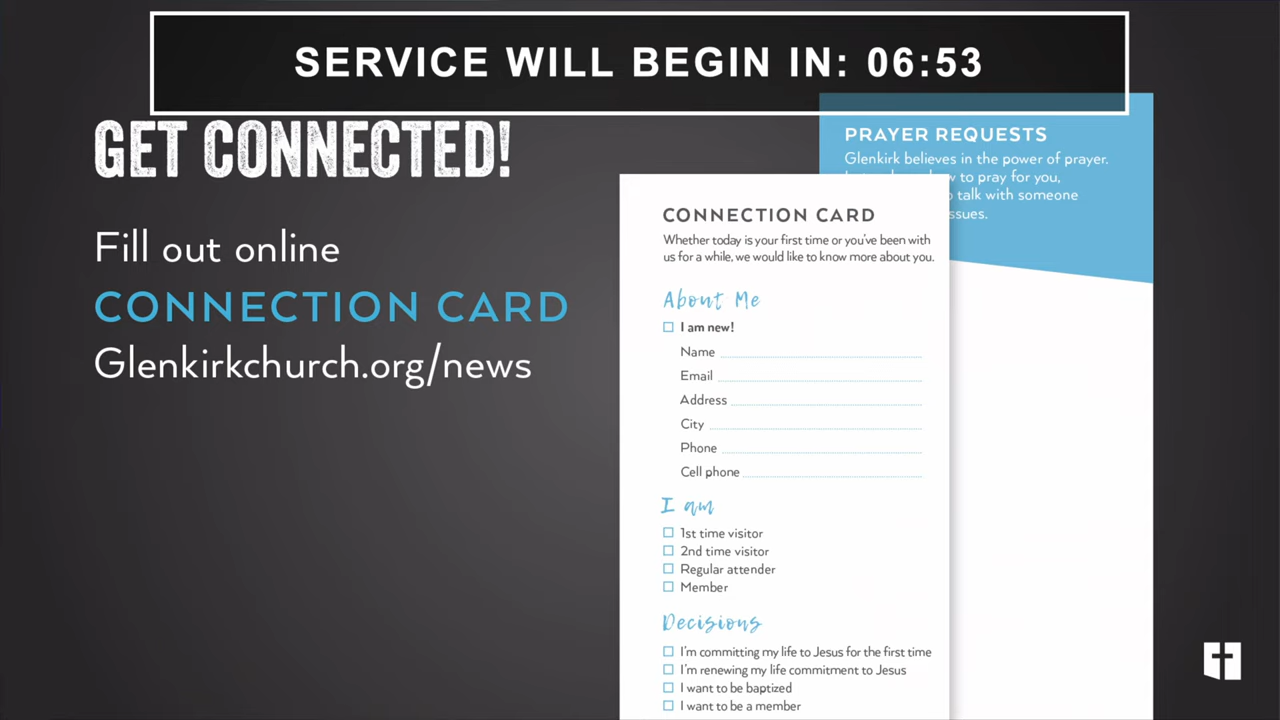 SERVICE WILL BEGIN IN: 06:53
GET CONNECTED!
Fill out online
CONNECTION CARD
Glenkirkchurch.org/news
PRAYER REQUESTS
Glenkirk believes in the power of prayer.
to pray for you,
talk with someone
CONNECTION CARD
Whether today is your first time or you've been with
us for a while, we would like to know more about you.
About Me
I am new!
Name
Email
Address
City
Phone
Cell phone
I am
1st time visitor
2nd time visitor
Regular attender
Member
Decisions
I'm committing my life to Jesus for the first time
I'm renewing my life commitment to Jesus
I want to be baptized
I want to be a member